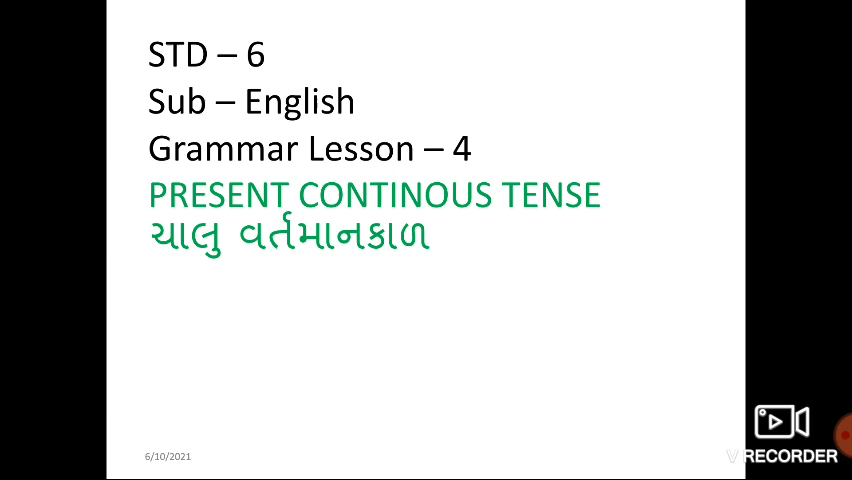 STD – 6
Sub – English
Grammar Lesson – 4
PRESENT CONTINOUS TENSE
ચાલુ વર્તમાનકાળ
6/10/2021
V RECORDER